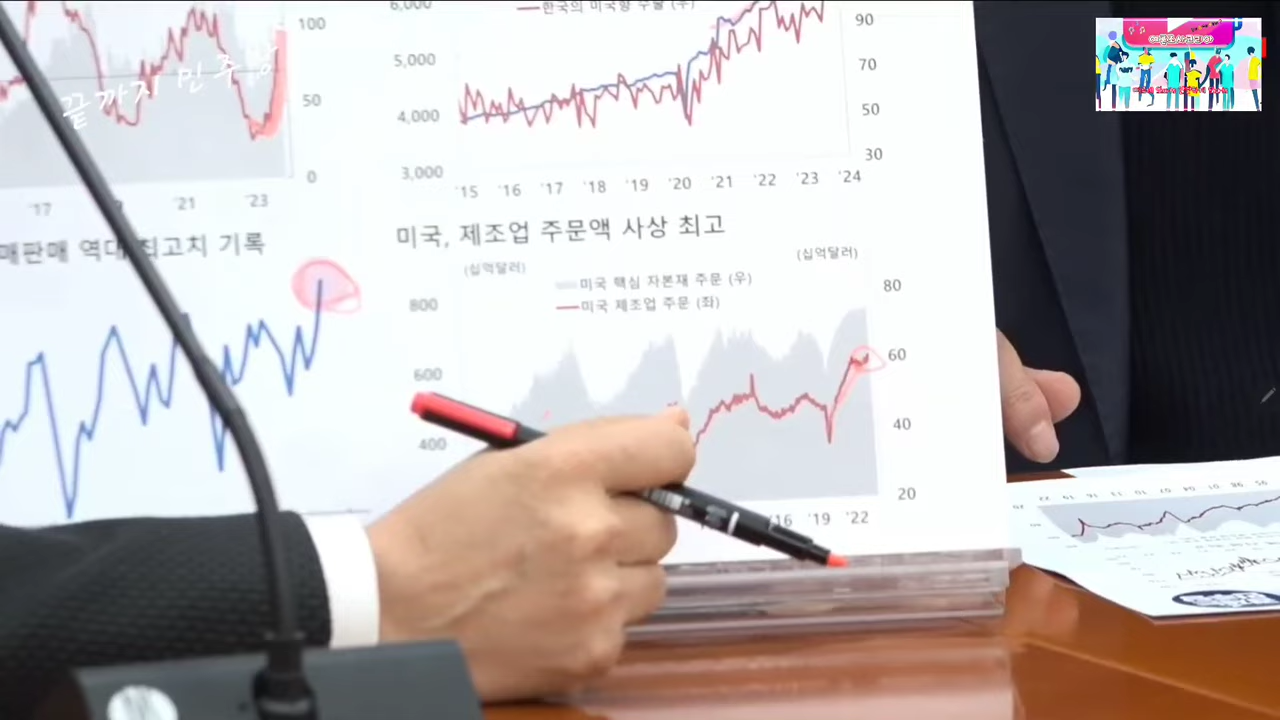 끝까지 민주당
100
50
0
'17
'21
'23
매판매 역대 최고치 기록
6,000
5,000
4,000
3,000
한국의 미국향 수출 (우)
90
70
50
30
'15 '16 '17 '18 '19 '20 '21 '22 '23 '24
미국, 제조업 주문액 사상 최고
(십억달러)
(십억달러)
미국 핵심 자본재 주문 (우)
미국 제조업 주문 (좌)
800
600
400
80
60
40
20
'16 '19 '22